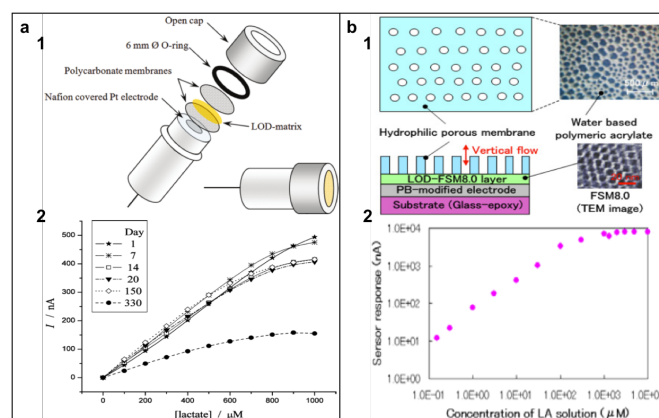 a
1
Open cap
6 mm Ø O-ring
Polycarbonate membranes
Nafion covered Pt electrode
LOD-matrix
2
Day
1
7
14
20
150
330
500
400
300
200
100
0
I / nA
0 200 400 600 800 1000
[lactate] / µM
b
1
Hydrophilic porous membrane
Water based
polymeric acrylate
Vertical flow
LOD-FSM8.0 layer
PB-modified electrode
Substrate (Glass-epoxy)
FSM8.0
(TEM image)
2
1.0E+04
1.0E+03
1.0E+02
1.0E+01
1.0E+00
Sensor response (nA)
1.0E-01 1.0E+00 1.0E+01 1.0E+02 1.0E+03 1.0E+04
Concentration of LA solution (µM)